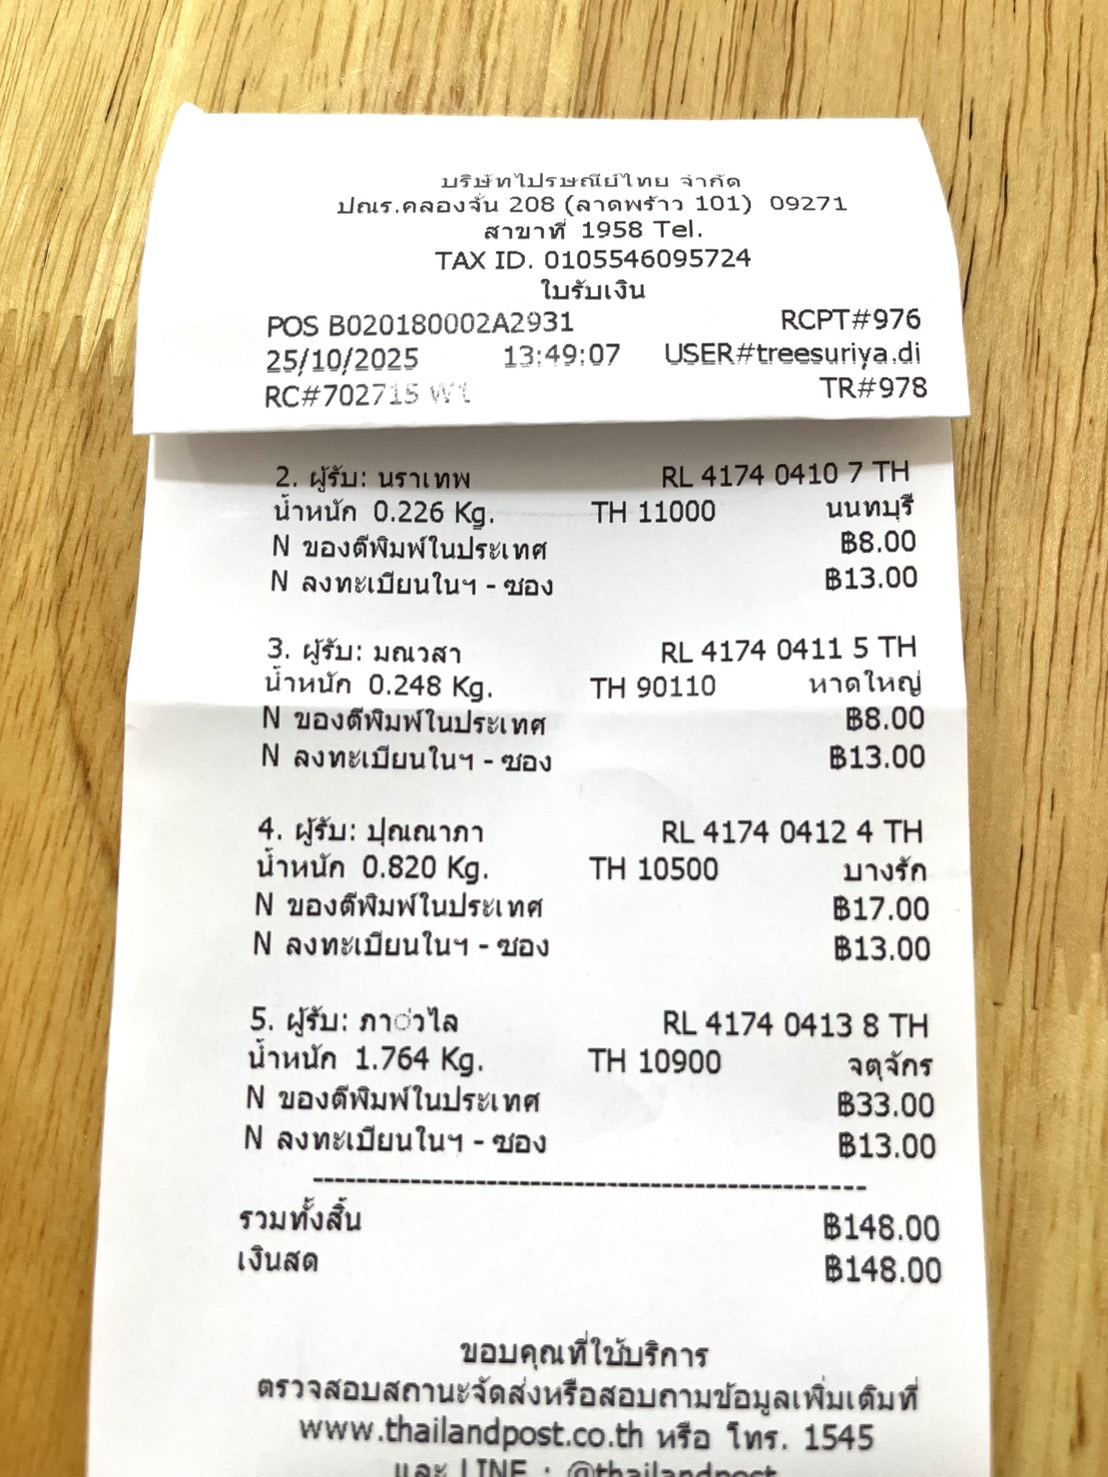 บริษัทไปรษณีย์ไทย จำกัด
ปณร.คลองจั่น 208 (ลาดพร้าว 101) 09271
สาขาที่ 1958 Tel.
TAX ID. 0105546095724
ใบรับเงิน
POS B020180002A2931 RCPT#976
25/10/2025 13:49:07 USER#treesuriya.di
RC#702715 W1 TR#978
2. ผู้รับ: นราเทพ RL 4174 0410 7 TH
น้ำหนัก 0.226 Kg. TH 11000 นนทบุรี
N ของตีพิมพ์ในประเทศ ฿8.00
N ลงทะเบียนในฯ - ซอง ฿13.00
3. ผู้รับ: มณวสา RL 4174 0411 5 TH
น้ำหนัก 0.248 Kg. TH 90110 หาดใหญ่
N ของตีพิมพ์ในประเทศ ฿8.00
N ลงทะเบียนในฯ - ซอง ฿13.00
4. ผู้รับ: ปุณณาภา RL 4174 0412 4 TH
น้ำหนัก 0.820 Kg. TH 10500 บางรัก
N ของตีพิมพ์ในประเทศ ฿17.00
N ลงทะเบียนในฯ - ซอง ฿13.00
5. ผู้รับ: ภา่วไล RL 4174 0413 8 TH
น้ำหนัก 1.764 Kg. TH 10900 จตุจักร
N ของตีพิมพ์ในประเทศ ฿33.00
N ลงทะเบียนในฯ - ซอง ฿13.00
--------------------------------------------------
รวมทั้งสิ้น ฿148.00
เงินสด ฿148.00
ขอบคุณที่ใช้บริการ
ตรวจสอบสถานะจัดส่งหรือสอบถามข้อมูลเพิ่มเติมที่
www.thailandpost.co.th หรือ โทร. 1545
และ LINE : @thailandpost